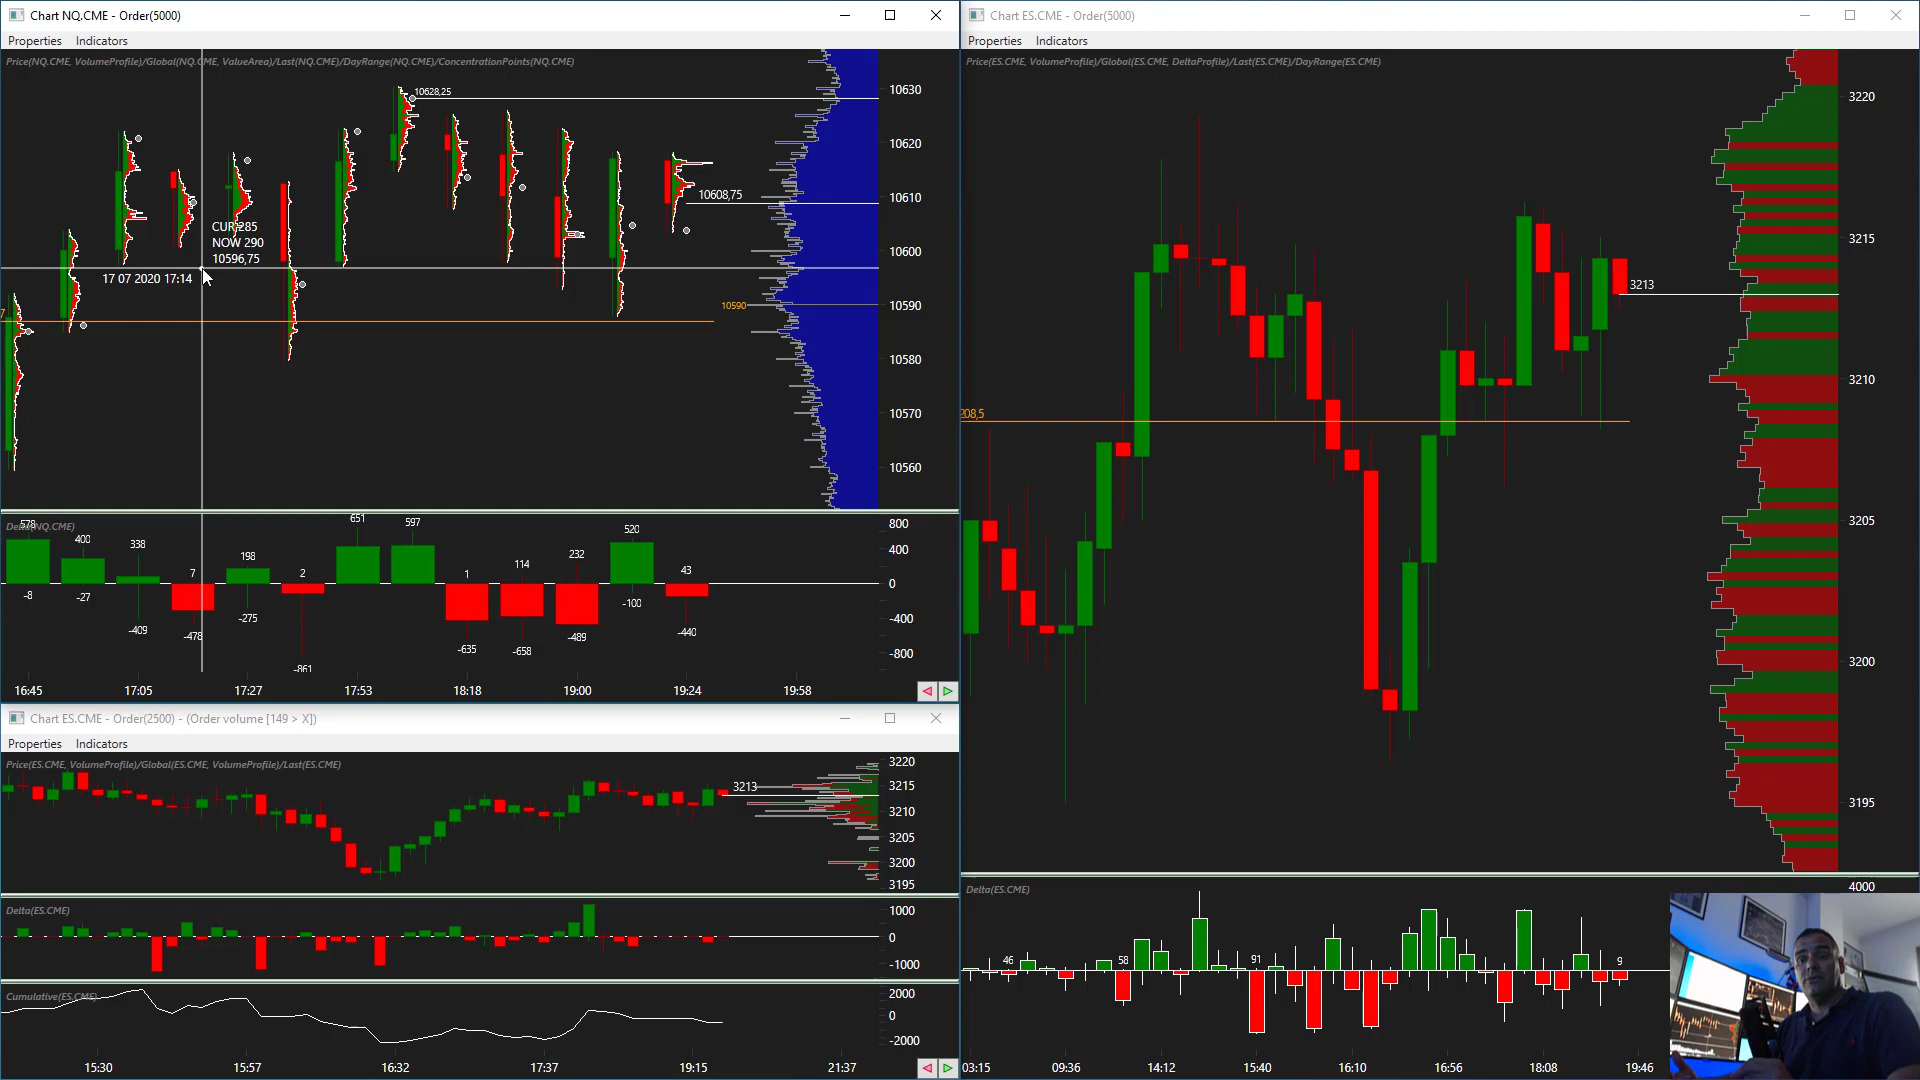 Chart NQ.CME - Order(5000)
Properties Indicators
Price(NQ.CME, VolumeProfile)/Global(NQ.CME, ValueArea)/Last(NQ.CME)/DayRange(NQ.CME)/ConcentrationPoints(NQ.CME)
10628,25
10608,75
CUR 285
NOW 290
10596,75
17 07 2020 17:14
10590
7
10630
10620
10610
10600
10590
10580
10570
10560
Delta(NQ.CME)
578 400 338 7 198 2 651 597 1 114 232 520 43
-8 -27 -409 -478 -275 -861 -635 -658 -489 -100 -440
800
400
0
-400
-800
16:45 17:05 17:27 17:53 18:18 19:00 19:24 19:58
Chart ES.CME - Order(2500) - (Order volume [149 > X])
Properties Indicators
Price(ES.CME, VolumeProfile)/Global(ES.CME, VolumeProfile)/Last(ES.CME)
3213
3220
3215
3210
3205
3200
3195
Delta(ES.CME)
1000
0
-1000
Cumulative(ES.CME)
2000
0
-2000
15:30 15:57 16:32 17:37 19:15 21:37
Chart ES.CME - Order(5000)
Properties Indicators
Price(ES.CME, VolumeProfile)/Global(ES.CME, DeltaProfile)/Last(ES.CME)/DayRange(ES.CME)
3213
208,5
3220
3215
3210
3205
3200
3195
Delta(ES.CME)
4000
46 58 91 9
03:15 09:36 14:12 15:40 16:10 16:56 18:08 19:46